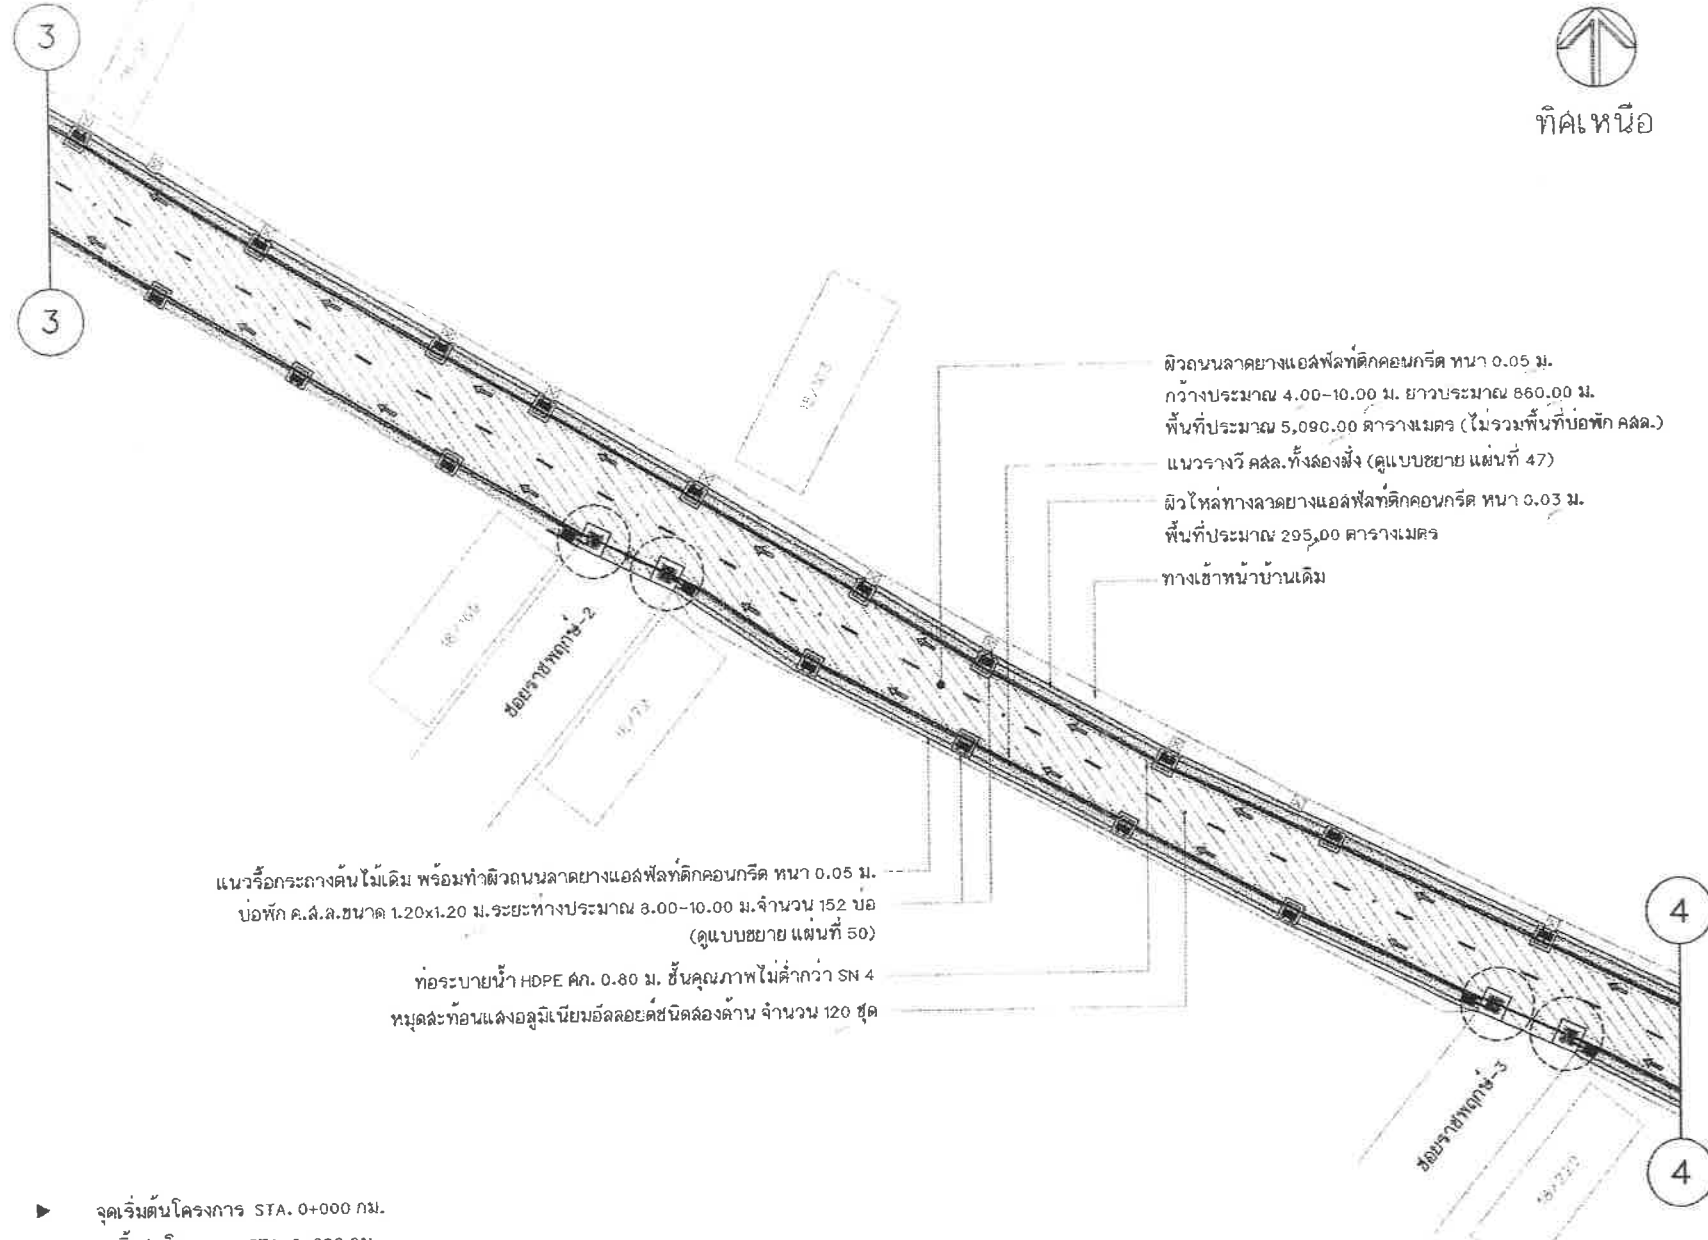 3
ทิศเหนือ
3
ผิวถนนลาดยางแอสฟัลท์ติกคอนกรีต หนา 0.05 ม.
กว้างประมาณ 4.00-10.00 ม. ยาวประมาณ 860.00 ม.
พื้นที่ประมาณ 5,090.00 ตารางเมตร (ไม่รวมพื้นที่บ่อพัก คสล.)
แนวรางวี คสล.ทั้งสองฝั่ง (ดูแบบขยาย แผ่นที่ 47)
ผิวไหล่ทางลาดยางแอสฟัลท์ติกคอนกรีต หนา 0.03 ม.
พื้นที่ประมาณ 295.00 ตารางเมตร
ทางเข้าหน้าบ้านเดิม
ซอยราชพฤกษ์-2
แนวรื้อกระถางต้นไม้เดิม พร้อมทำผิวถนนลาดยางแอสฟัลท์ติกคอนกรีต หนา 0.05 ม.
บ่อพัก ค.ส.ล.ขนาด 1.20x1.20 ม.ระยะห่างประมาณ 8.00-10.00 ม.จำนวน 152 บ่อ
(ดูแบบขยาย แผ่นที่ 50)
ท่อระบายน้ำ HDPE ศก. 0.80 ม. ชั้นคุณภาพไม่ต่ำกว่า SN 4
หมุดสะท้อนแสงอลูมิเนียมอัลลอยด์ชนิดสองด้าน จำนวน 120 ชุด
4
ซอยราชพฤกษ์-3
4
จุดเริ่มต้นโครงการ STA. 0+000 กม.